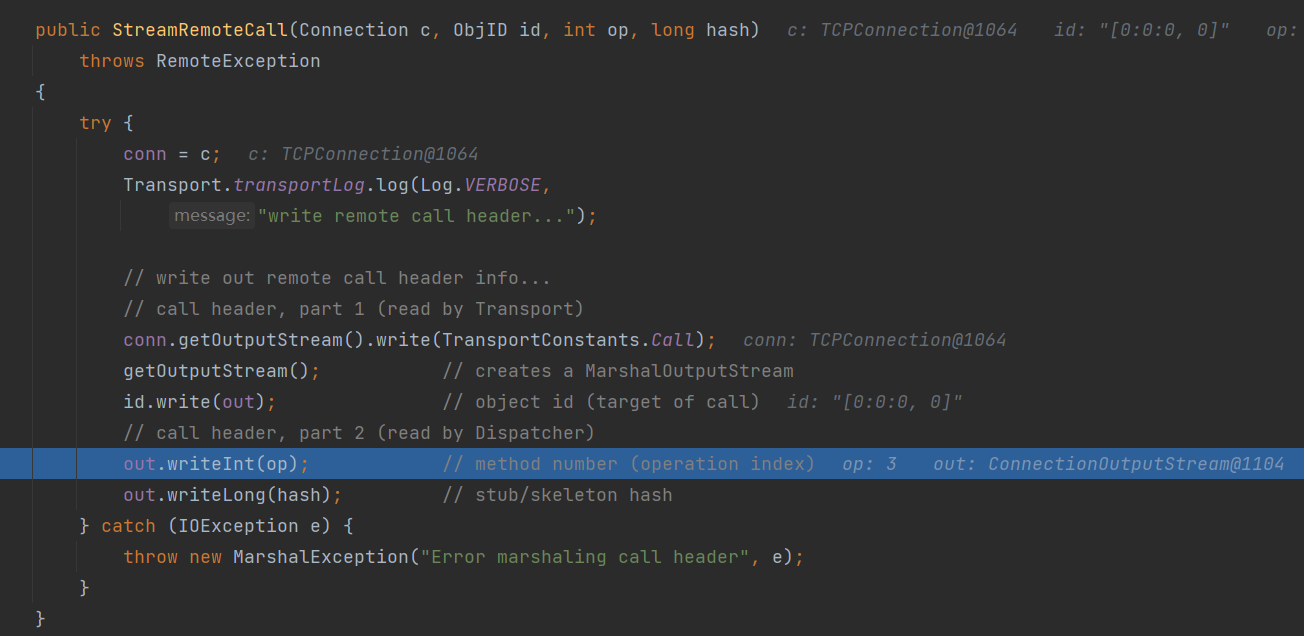 public StreamRemoteCall(Connection c, ObjID id, int op, long hash)   c: TCPConnection@1064   id: "[0:0:0, 0]"   op:
    throws RemoteException
{
    try {
        conn = c;   c: TCPConnection@1064
        Transport.transportLog.log(Log.VERBOSE,
            message: "write remote call header...");

        // write out remote call header info...
        // call header, part 1 (read by Transport)
        conn.getOutputStream().write(TransportConstants.Call);   conn: TCPConnection@1064
        getOutputStream();           // creates a MarshalOutputStream
        id.write(out);               // object id (target of call)   id: "[0:0:0, 0]"
        // call header, part 2 (read by Dispatcher)
        out.writeInt(op);            // method number (operation index)   op: 3   out: ConnectionOutputStream@1104
        out.writeLong(hash);         // stub/skeleton hash
    } catch (IOException e) {
        throw new MarshalException("Error marshaling call header", e);
    }
}